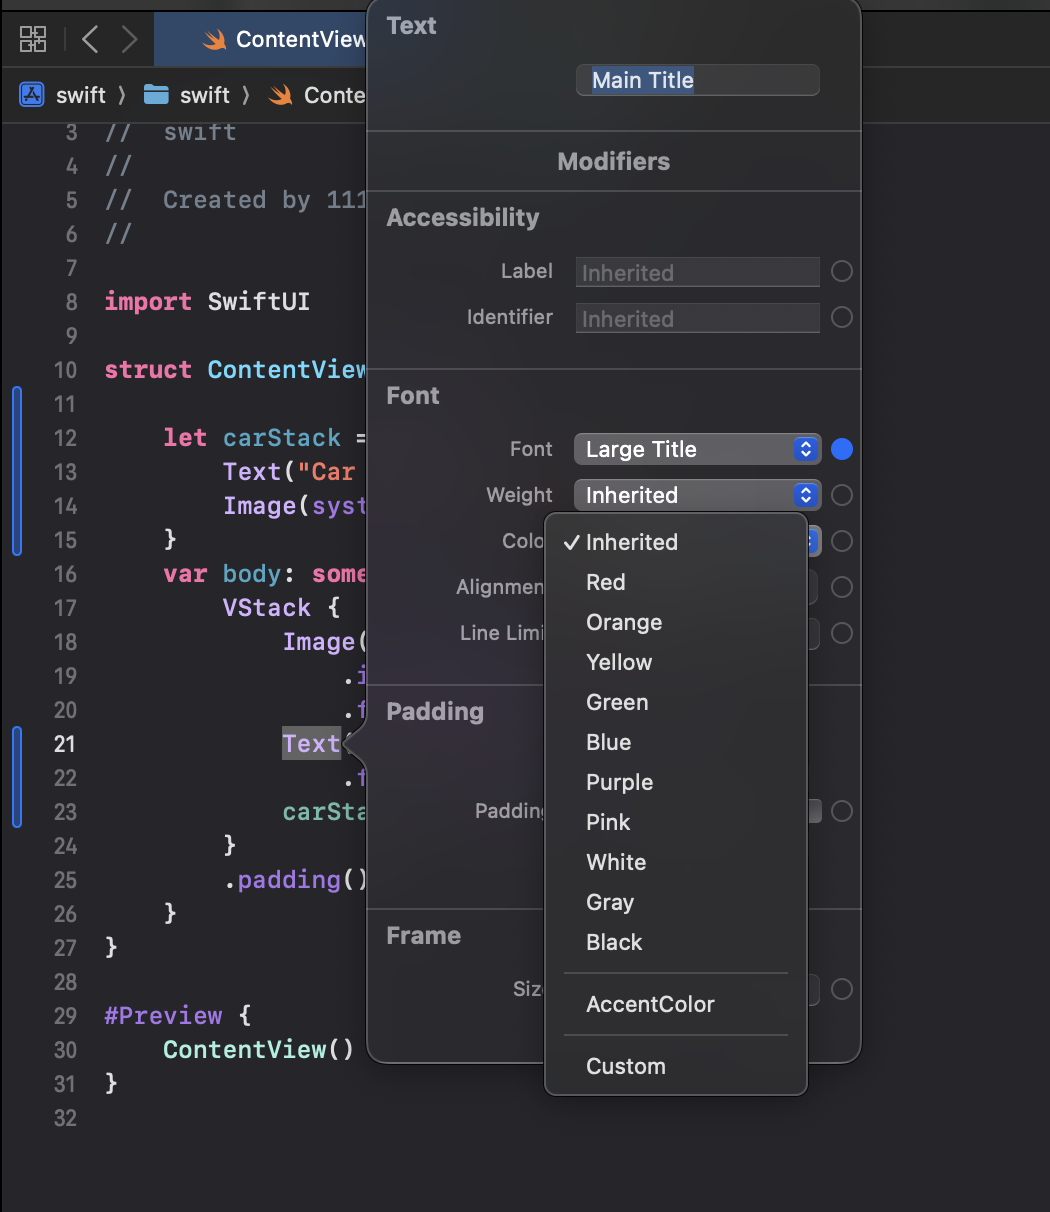 ContentView
swift 〉 swift 〉 Conte
3 //  swift
4 //
5 //  Created by 111
6 //
7
8 import SwiftUI
9
10 struct ContentView
11
12     let carStack =
13         Text("Car
14         Image(syst
15     }
16     var body: some
17         VStack {
18             Image(
19                 .i
20                 .f
21             Text(
22                 .f
23             carSta
24         }
25         .padding()
26     }
27 }
28
29 #Preview {
30     ContentView()
31 }
32
Text
Main Title
Modifiers
Accessibility
Label Inherited
Identifier Inherited
Font
Font Large Title
Weight Inherited
Colo
Alignmen
Line Limi
Padding
Padding
Frame
Size
✓ Inherited
Red
Orange
Yellow
Green
Blue
Purple
Pink
White
Gray
Black
AccentColor
Custom